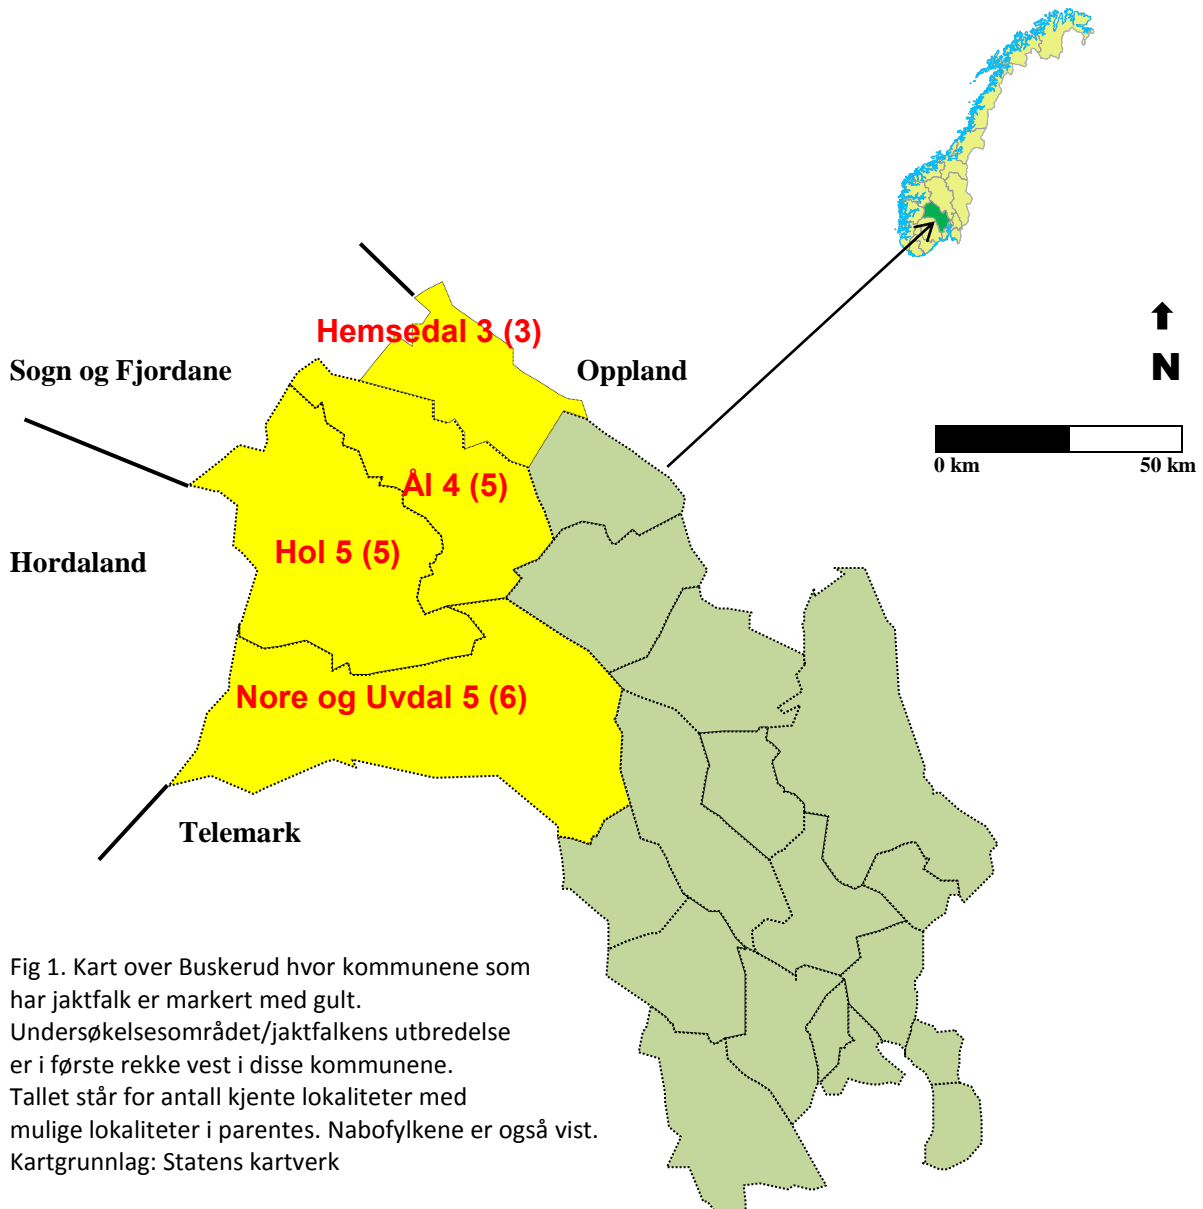 Hemsedal 3 (3)
Sogn og Fjordane
Oppland
N
0 km
50 km
Ål 4 (5)
Hol 5 (5)
Hordaland
Nore og Uvdal 5 (6)
Telemark
Fig 1. Kart over Buskerud hvor kommunene som
har jaktfalk er markert med gult.
Undersøkelsesområdet/jaktfalkens utbredelse
er i første rekke vest i disse kommunene.
Tallet står for antall kjente lokaliteter med
mulige lokaliteter i parentes. Nabofylkene er også vist.
Kartgrunnlag: Statens kartverk